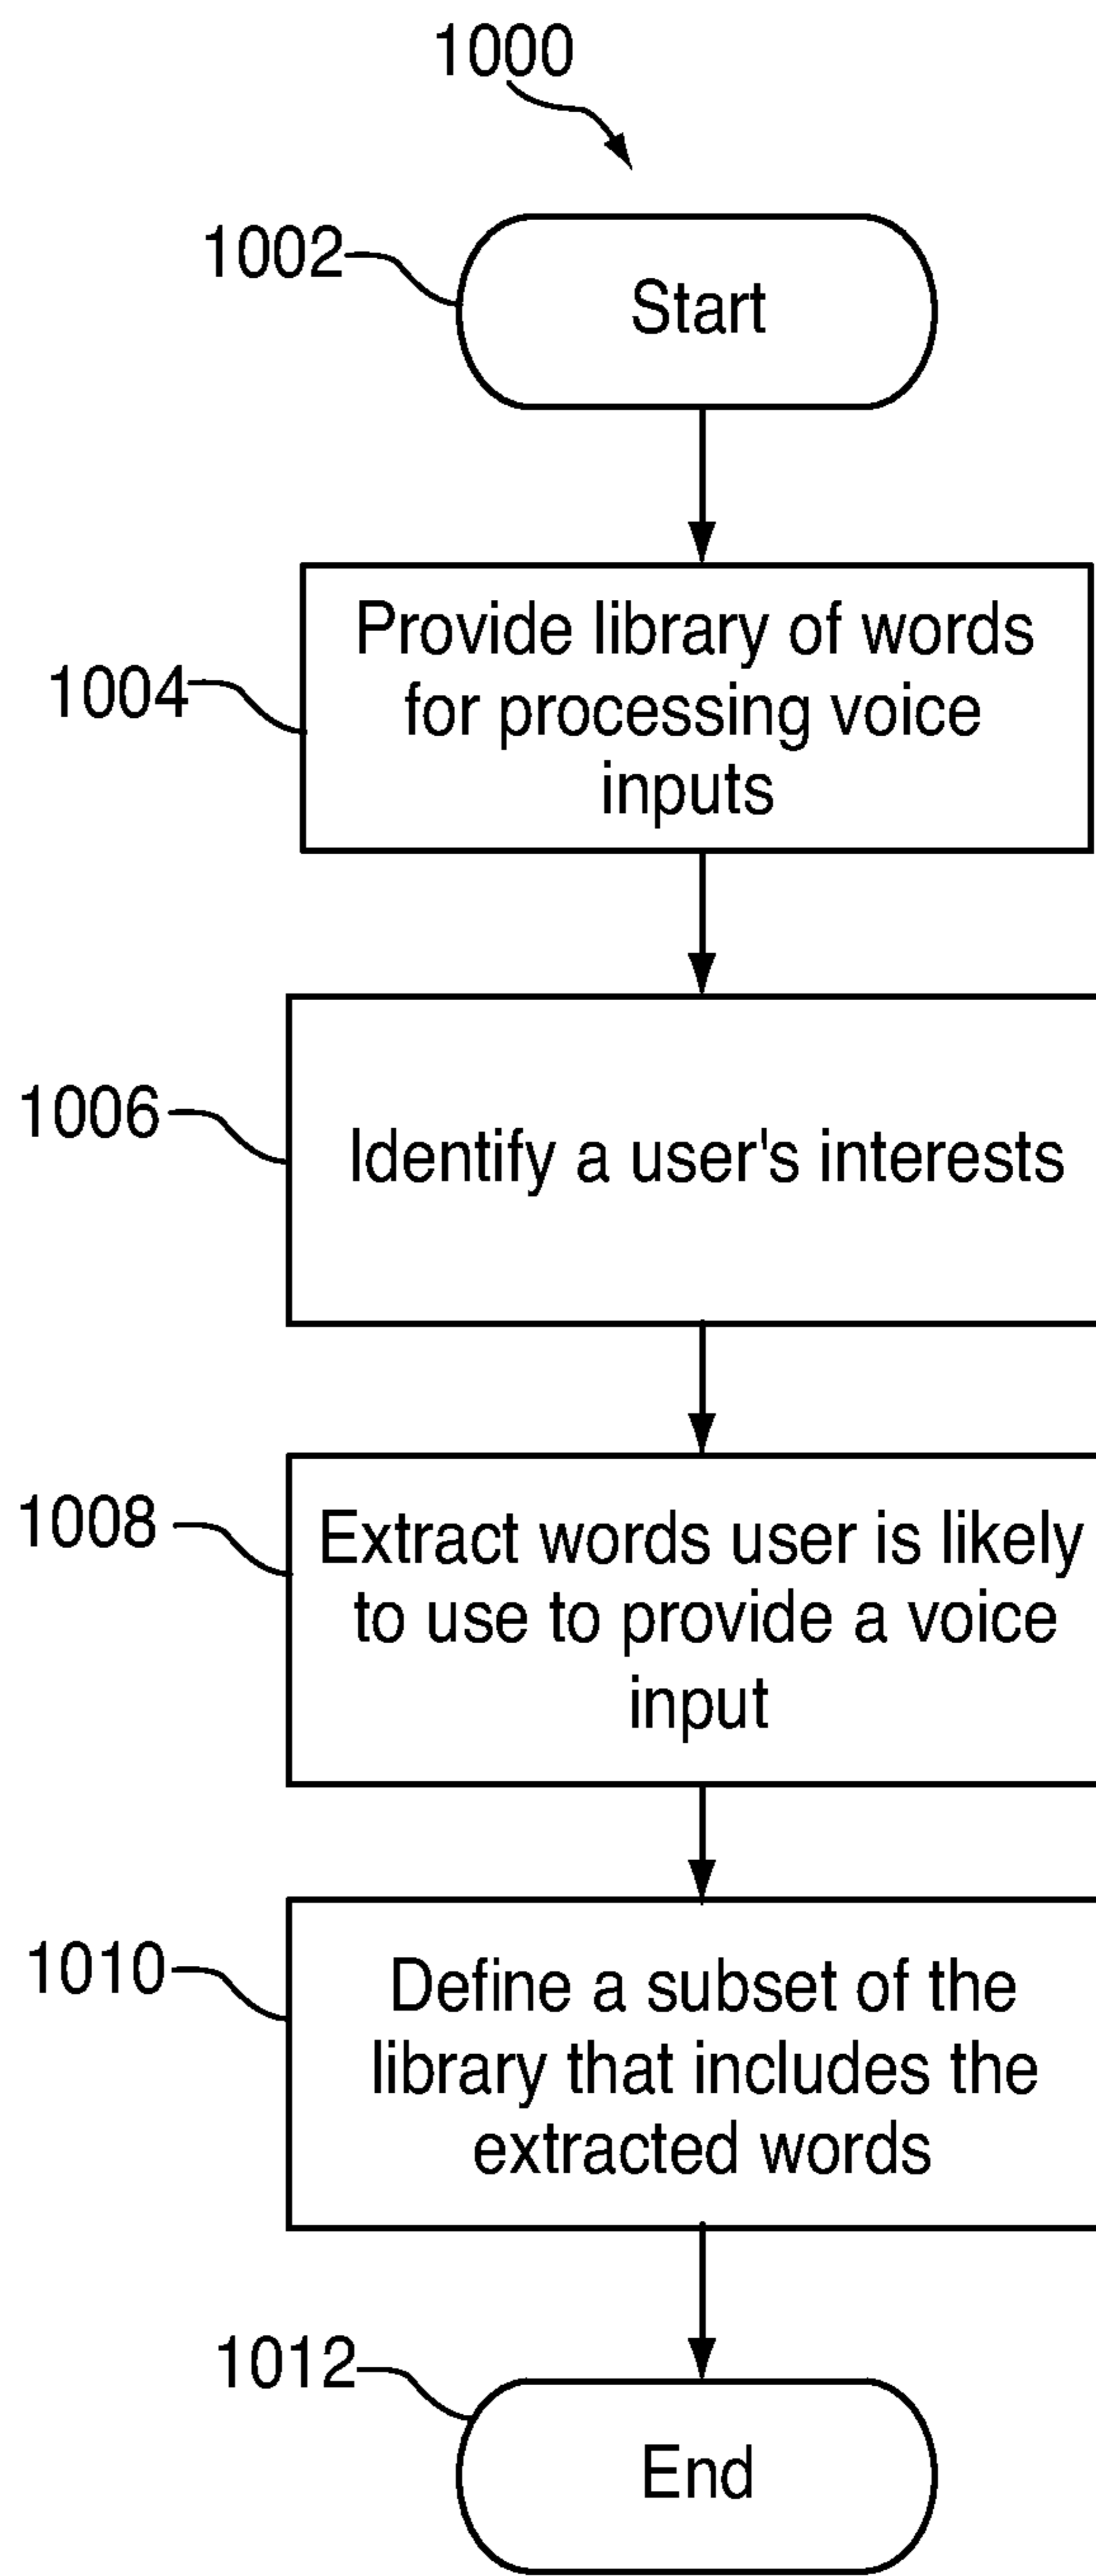 1000
1002
Start
1004
Provide library of words
for processing voice
inputs
1006
Identify a user's interests
1008
Extract words user is likely
to use to provide a voice
input
1010
Define a subset of the
library that includes the
extracted words
1012
End